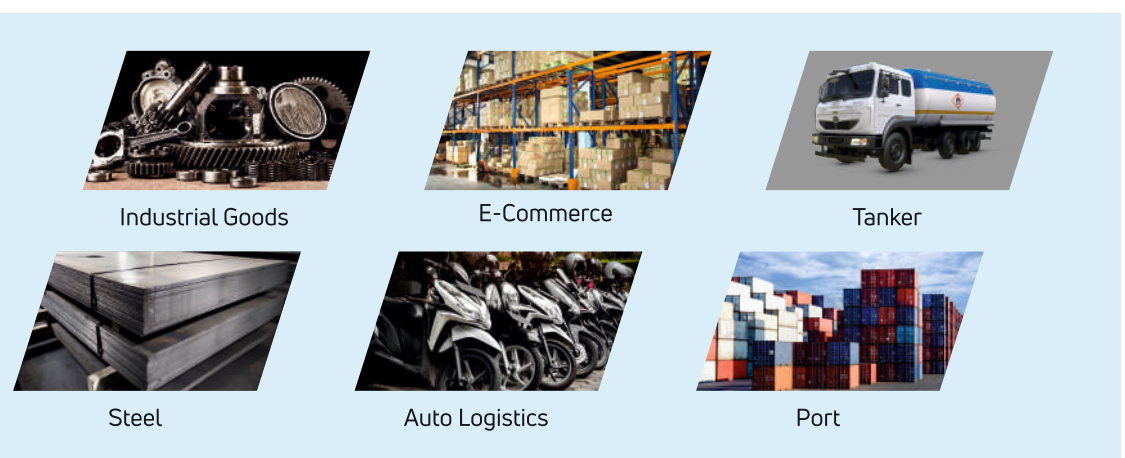 Industrial Goods
E-Commerce
Tanker
Steel
Auto Logistics
Port